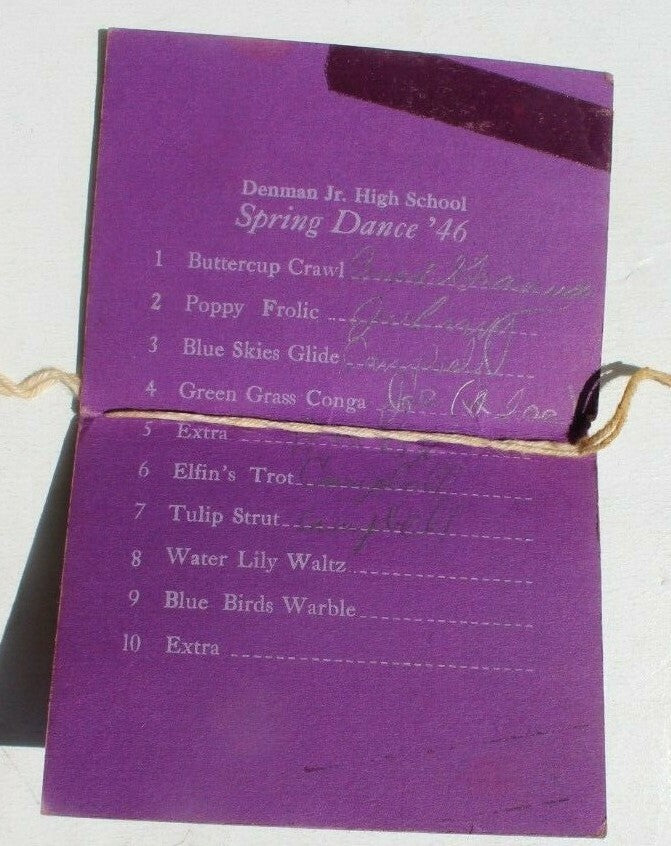 Denman Jr. High School
Spring Dance '46
1 Buttercup Crawl
2 Poppy Frolic
3 Blue Skies Glide
4 Green Grass Conga
5 Extra
6 Elfin's Trot
7 Tulip Strut
8 Water Lily Waltz
9 Blue Birds Warble
10 Extra